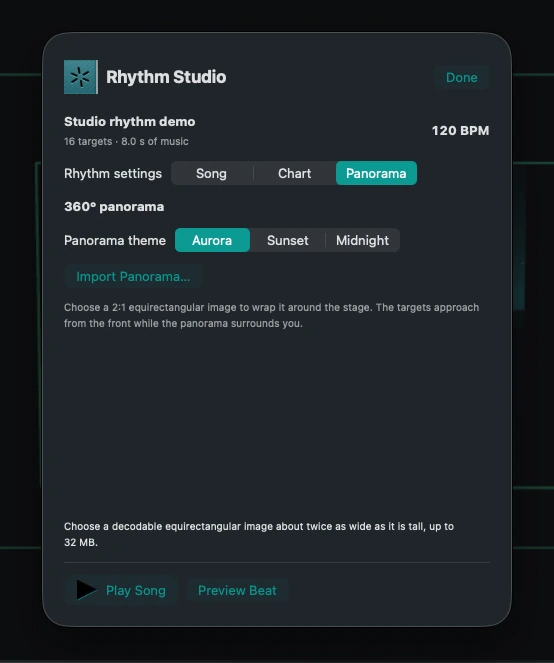 Rhythm Studio
Done
Studio rhythm demo
16 targets · 8.0 s of music
120 BPM
Rhythm settings
Song
Chart
Panorama
360° panorama
Panorama theme
Aurora
Sunset
Midnight
Import Panorama...
Choose a 2:1 equirectangular image to wrap it around the stage. The targets approach
from the front while the panorama surrounds you.
Choose a decodable equirectangular image about twice as wide as it is tall, up to
32 MB.
Play Song
Preview Beat